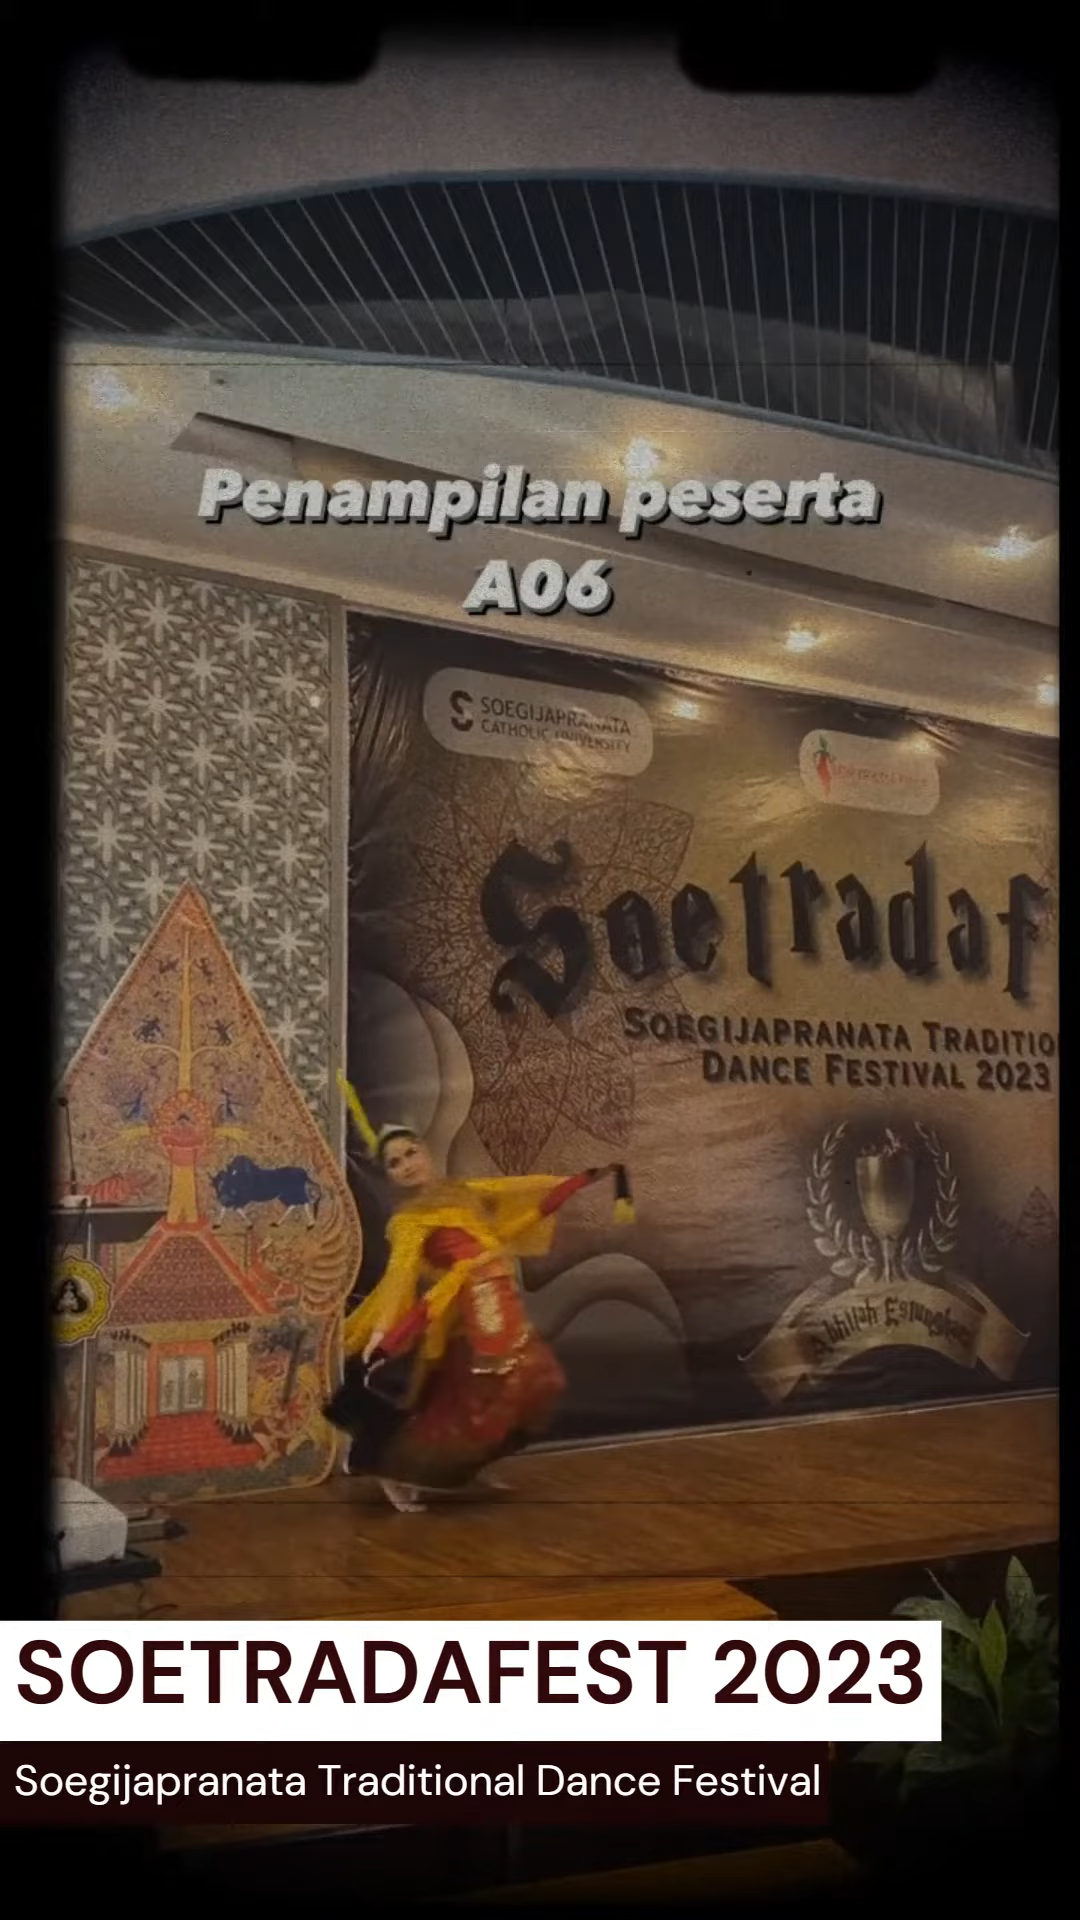 Penampilan peserta
A06
SOEGIJAPRANATA
CATHOLIC UNIVERSITY
Soetradaf
SOEGIJAPRANATA TRADITIO
DANCE FESTIVAL 2023
SOETRADAFEST 2023
Soegijapranata Traditional Dance Festival